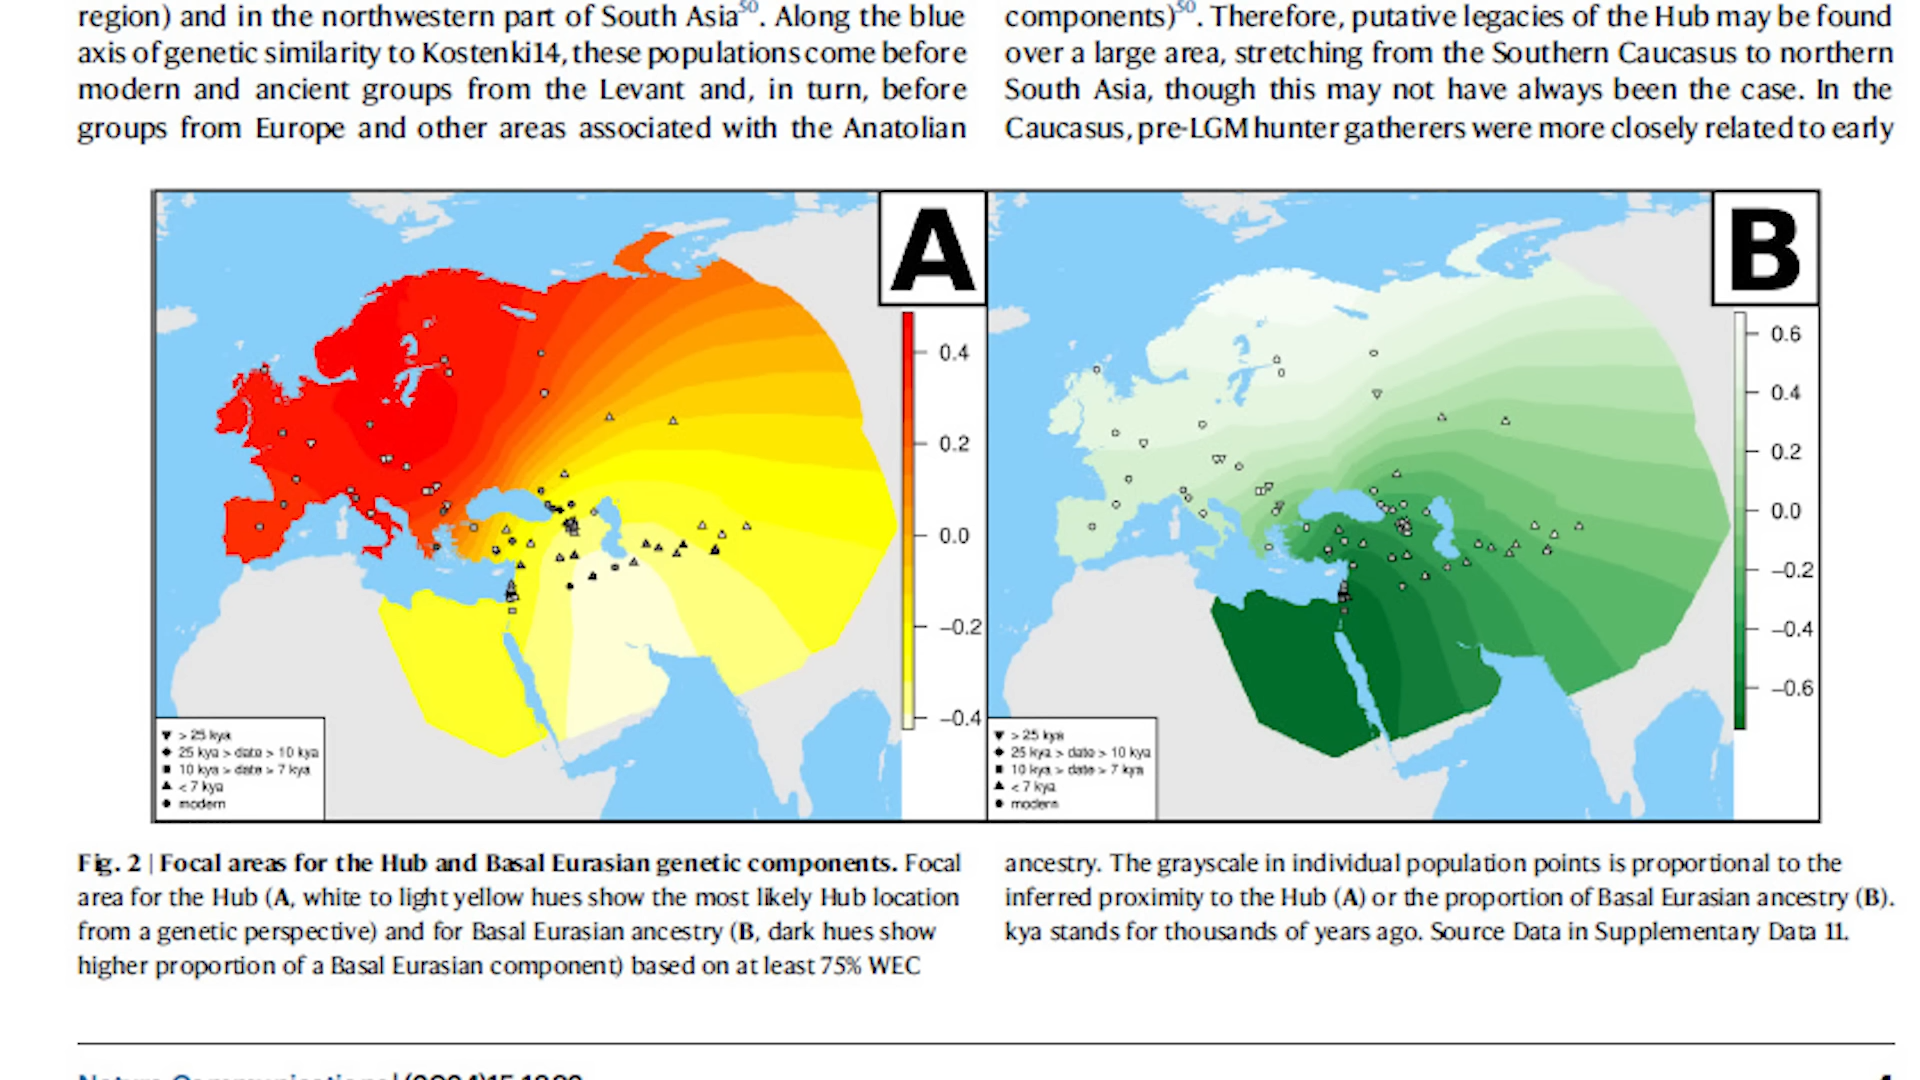 region) and in the northwestern part of South Asia50. Along the blue
axis of genetic similarity to Kostenki14, these populations come before
modern and ancient groups from the Levant and, in turn, before
groups from Europe and other areas associated with the Anatolian
components)50. Therefore, putative legacies of the Hub may be found
over a large area, stretching from the Southern Caucasus to northern
South Asia, though this may not have always been the case. In the
Caucasus, pre-LGM hunter gatherers were more closely related to early
A
0.4
0.2
0.0
−0.2
−0.4
> 25 kya
25 kya > date > 10 kya
10 kya > date > 7 kya
< 7 kya
modern
B
0.6
0.4
0.2
0.0
−0.2
−0.4
−0.6
> 25 kya
25 kya > date > 10 kya
10 kya > date > 7 kya
< 7 kya
modern
Fig. 2 | Focal areas for the Hub and Basal Eurasian genetic components. Focal
area for the Hub (A, white to light yellow hues show the most likely Hub location
from a genetic perspective) and for Basal Eurasian ancestry (B, dark hues show
higher proportion of a Basal Eurasian component) based on at least 75% WEC
ancestry. The grayscale in individual population points is proportional to the
inferred proximity to the Hub (A) or the proportion of Basal Eurasian ancestry (B).
kya stands for thousands of years ago. Source Data in Supplementary Data 11.
Nature Communications |